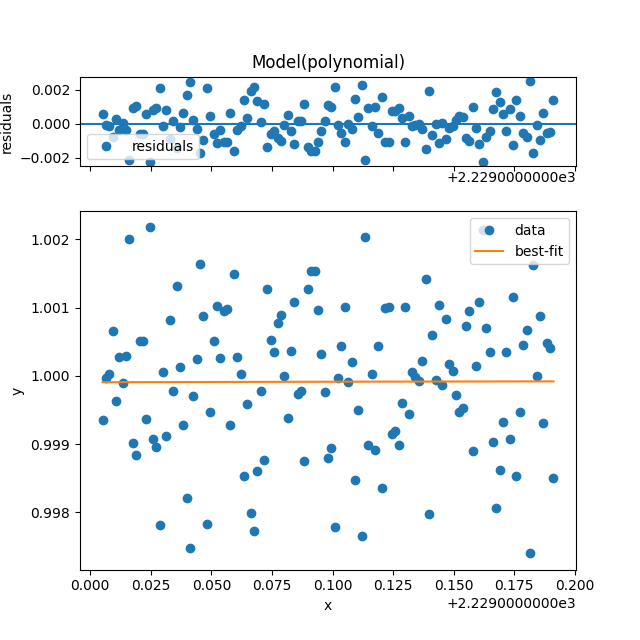 Model(polynomial)
residuals
0.002
0.000
−0.002
residuals
+2.2290000000e3
y
1.002
1.001
1.000
0.999
0.998
data
best-fit
0.000 0.025 0.050 0.075 0.100 0.125 0.150 0.175 0.200
x
+2.2290000000e3